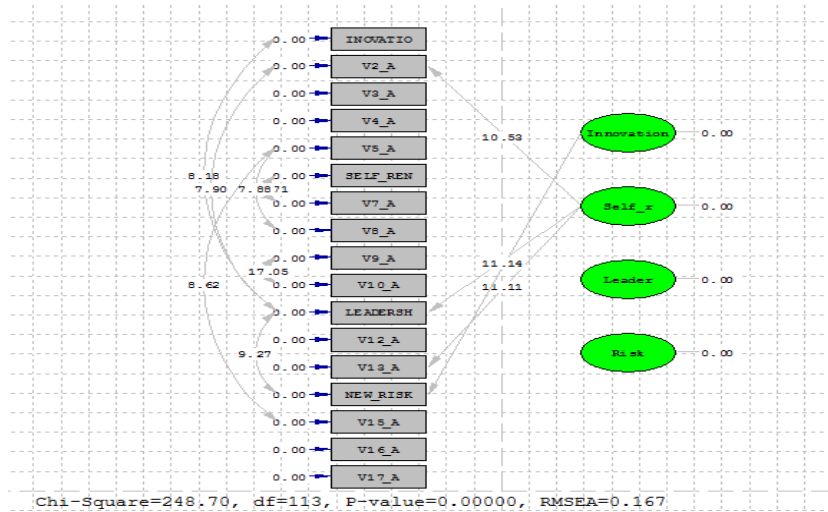 0.00 INOVATIO
0.00 V2_A
0.00 V3_A
0.00 V4_A
0.00 V5_A
0.00 SELF_REN
0.00 V7_A
0.00 V8_A
0.00 V9_A
0.00 V10_A
0.00 LEADERSH
0.00 V12_A
0.00 V13_A
0.00 NEW_RISK
0.00 V15_A
0.00 V16_A
0.00 V17_A
8.18
7.90
17.05
8.62
9.27
10.53
11.14
11.11
Innovation 0.00
Self_r 0.00
Leader 0.00
Risk 0.00
Chi-Square=248.70, df=113, P-value=0.00000, RMSEA=0.167